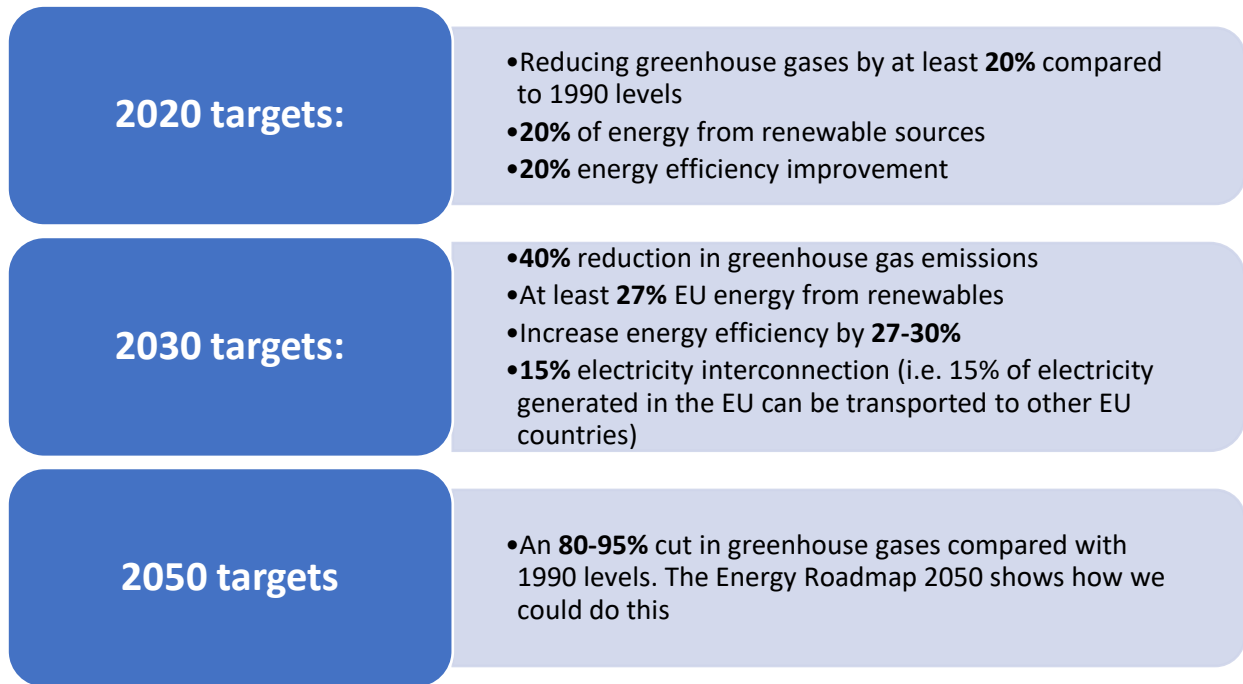 2020 targets:
•Reducing greenhouse gases by at least 20% compared
to 1990 levels
•20% of energy from renewable sources
•20% energy efficiency improvement
2030 targets:
•40% reduction in greenhouse gas emissions
•At least 27% EU energy from renewables
•Increase energy efficiency by 27-30%
•15% electricity interconnection (i.e. 15% of electricity
generated in the EU can be transported to other EU
countries)
2050 targets
•An 80-95% cut in greenhouse gases compared with
1990 levels. The Energy Roadmap 2050 shows how we
could do this